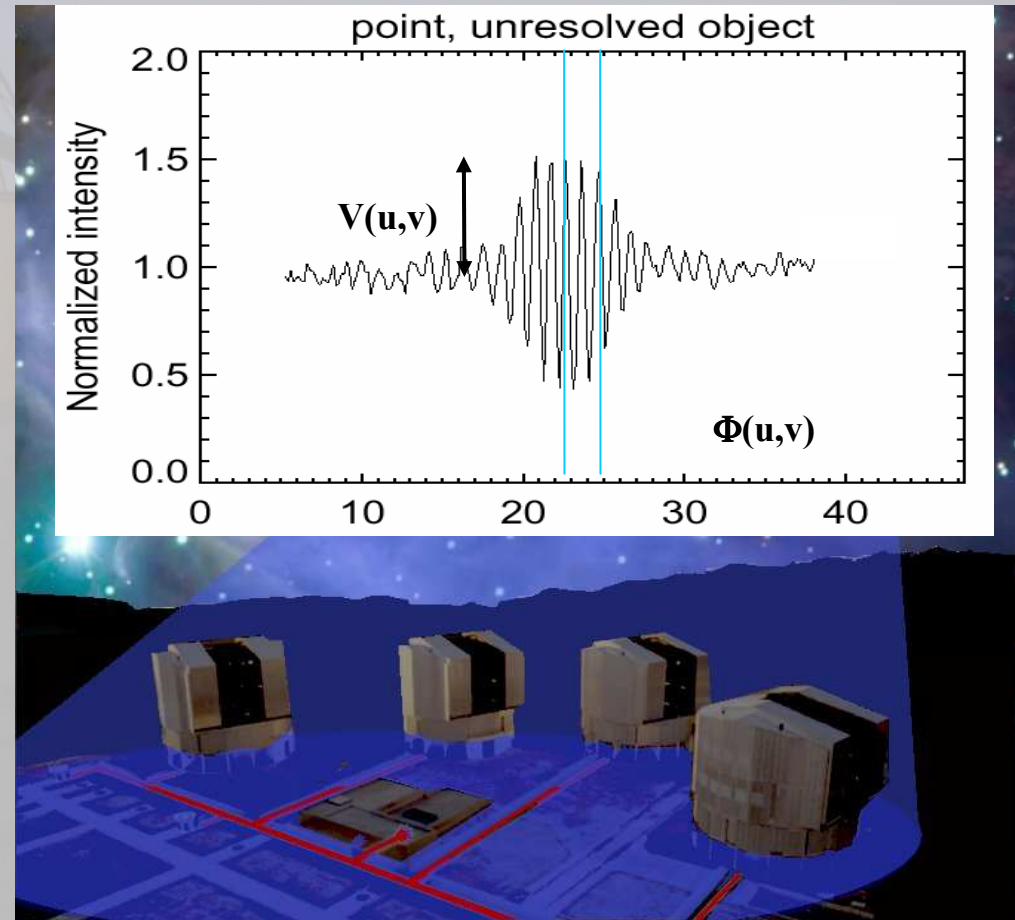 point, unresolved object
2.0
1.5
1.0
0.5
0.0
Normalized intensity
V(u,v)
Φ(u,v)
0 10 20 30 40